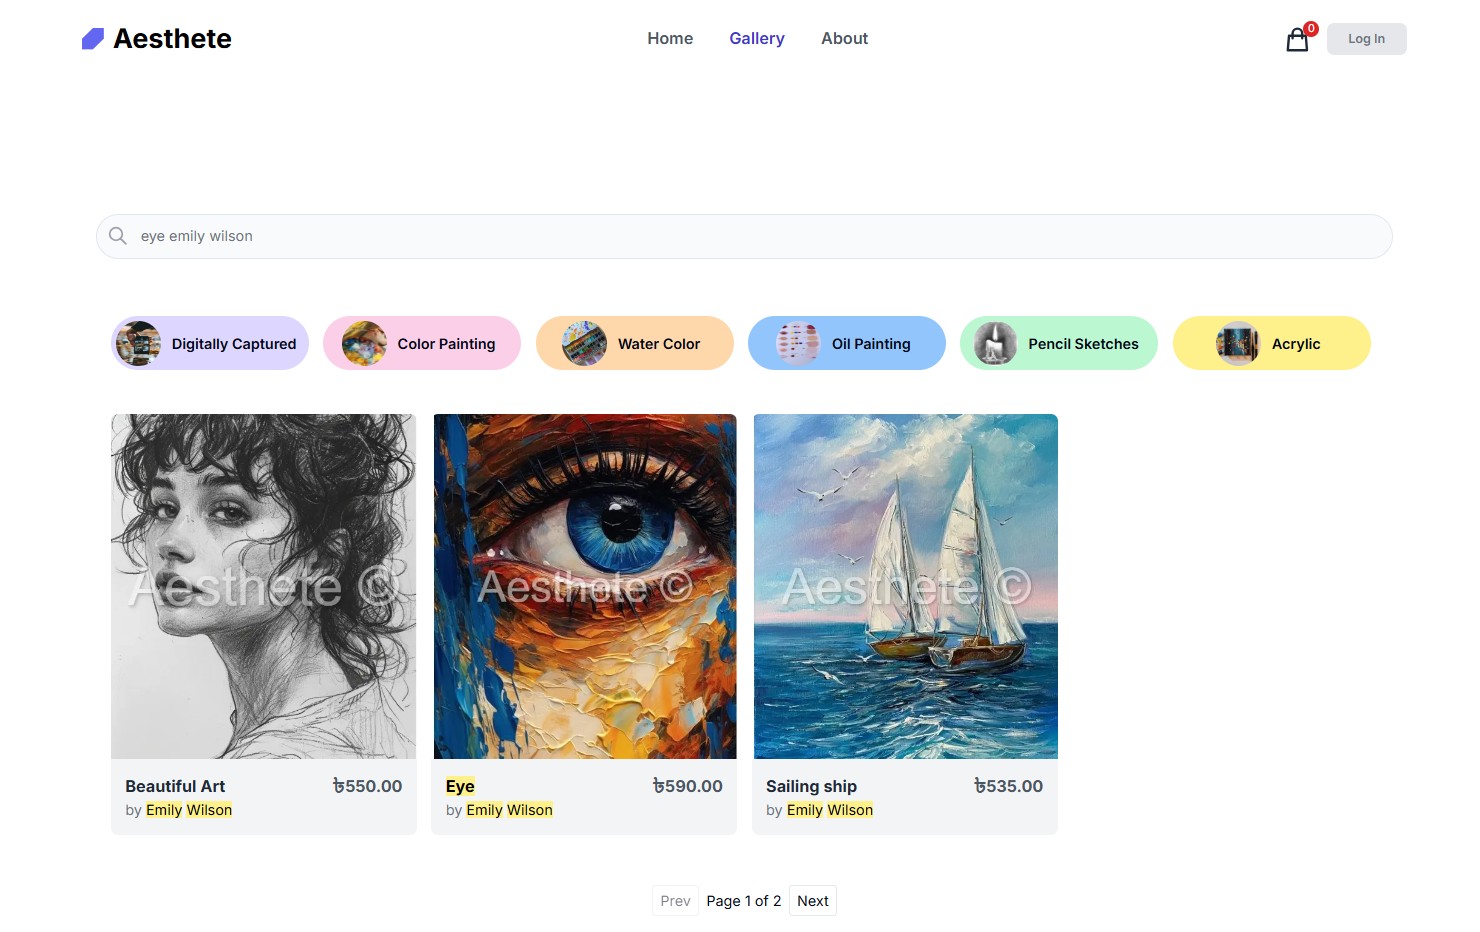 Aesthete
Home Gallery About
0
Log In
eye emily wilson
Digitally Captured Color Painting Water Color Oil Painting Pencil Sketches Acrylic
Aesthete © Aesthete © Aesthete ©
Beautiful Art ৳550.00
by Emily Wilson
Eye ৳590.00
by Emily Wilson
Sailing ship ৳535.00
by Emily Wilson
Prev Page 1 of 2 Next